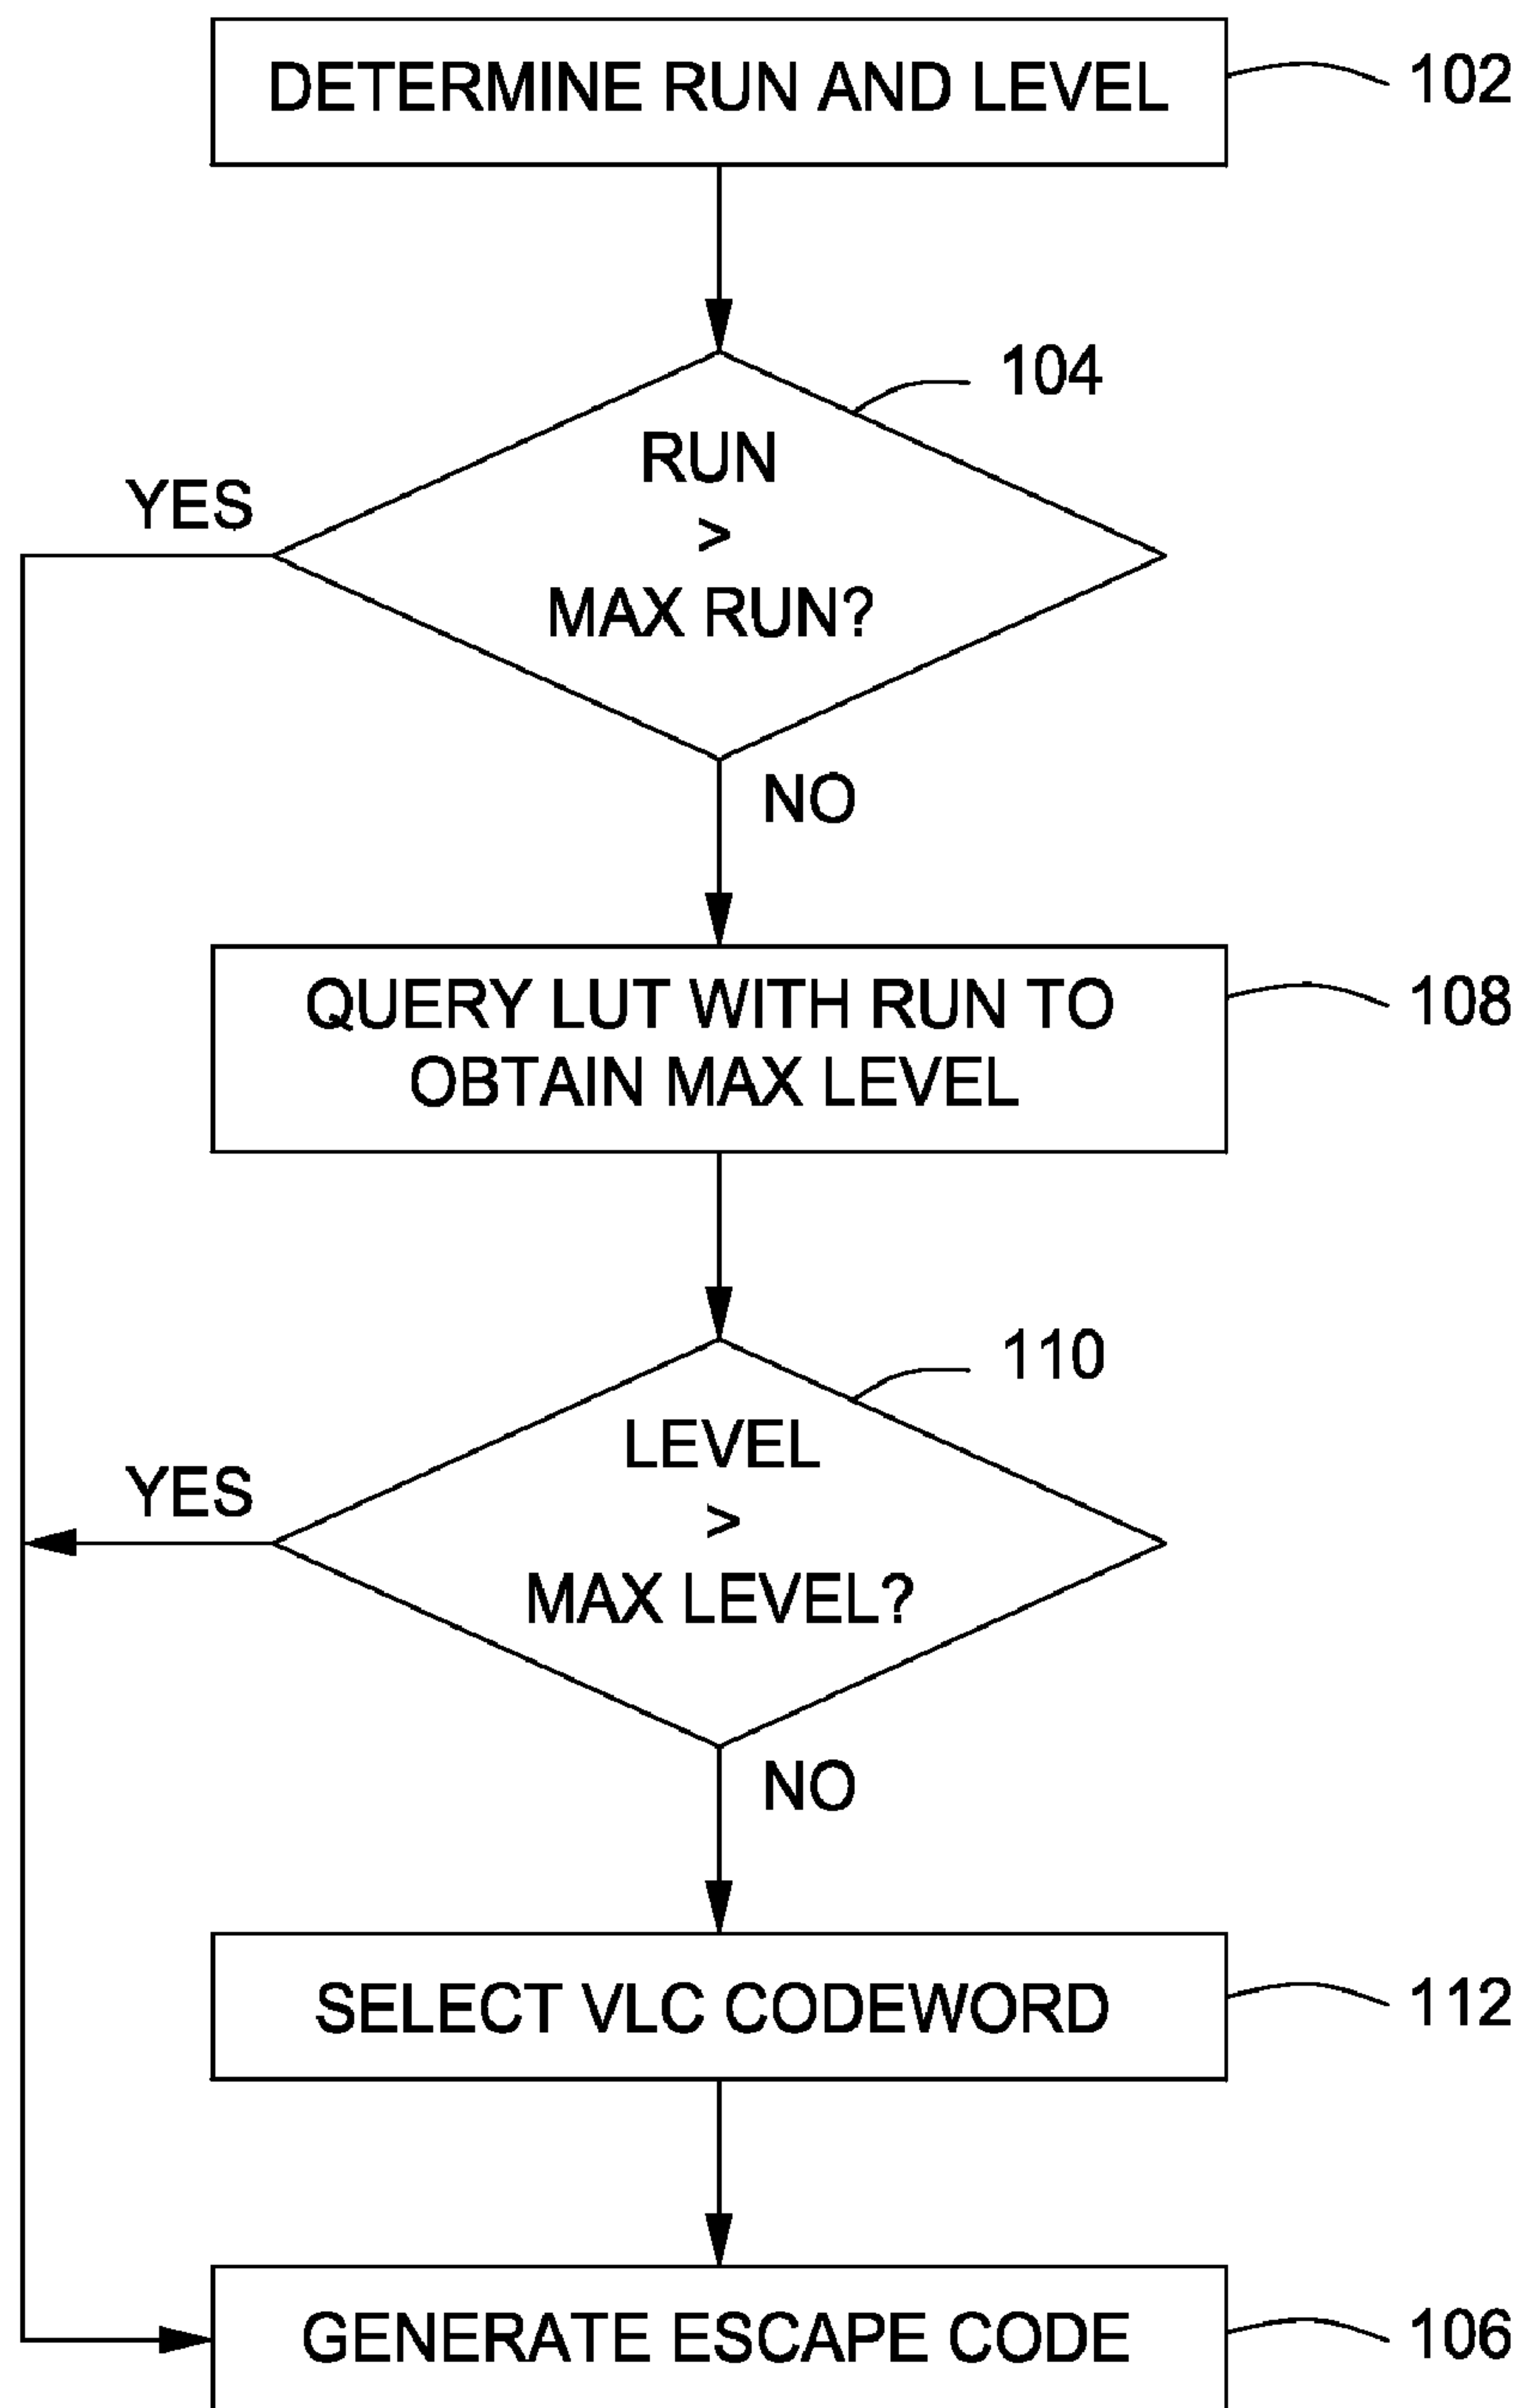 DETERMINE RUN AND LEVEL
102
104
RUN
>
MAX RUN?
YES
NO
QUERY LUT WITH RUN TO
OBTAIN MAX LEVEL
108
110
LEVEL
>
MAX LEVEL?
YES
NO
SELECT VLC CODEWORD
112
GENERATE ESCAPE CODE
106